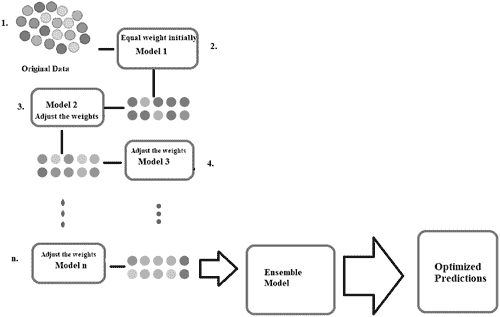 1.
Original Data
Equal weight initially
Model 1
2.
3.
Model 2
Adjust the weights
Adjust the weights
Model 3
4.
n.
Adjust the weights
Model n
Ensemble
Model
Optimized
Predictions